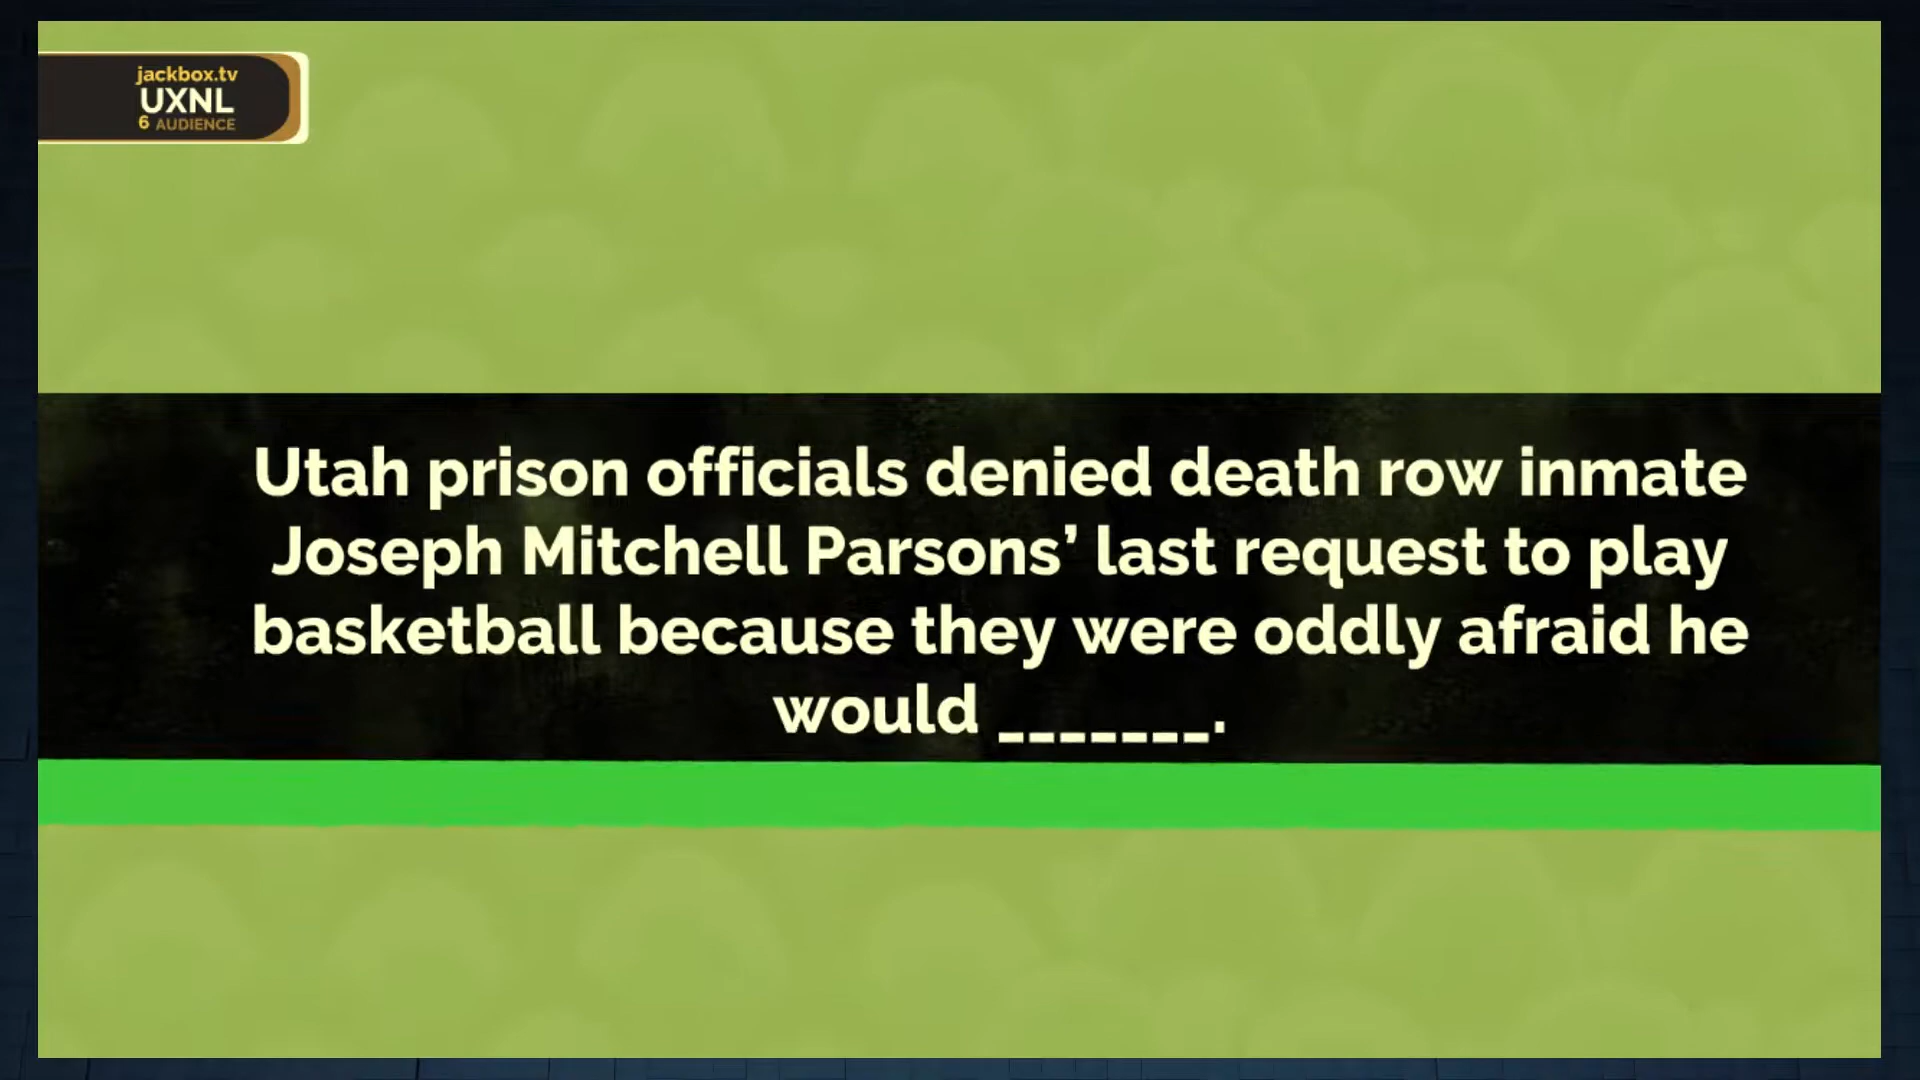 jackbox.tv
UXNL
6 AUDIENCE
Utah prison officials denied death row inmate
Joseph Mitchell Parsons’ last request to play
basketball because they were oddly afraid he
would _______.